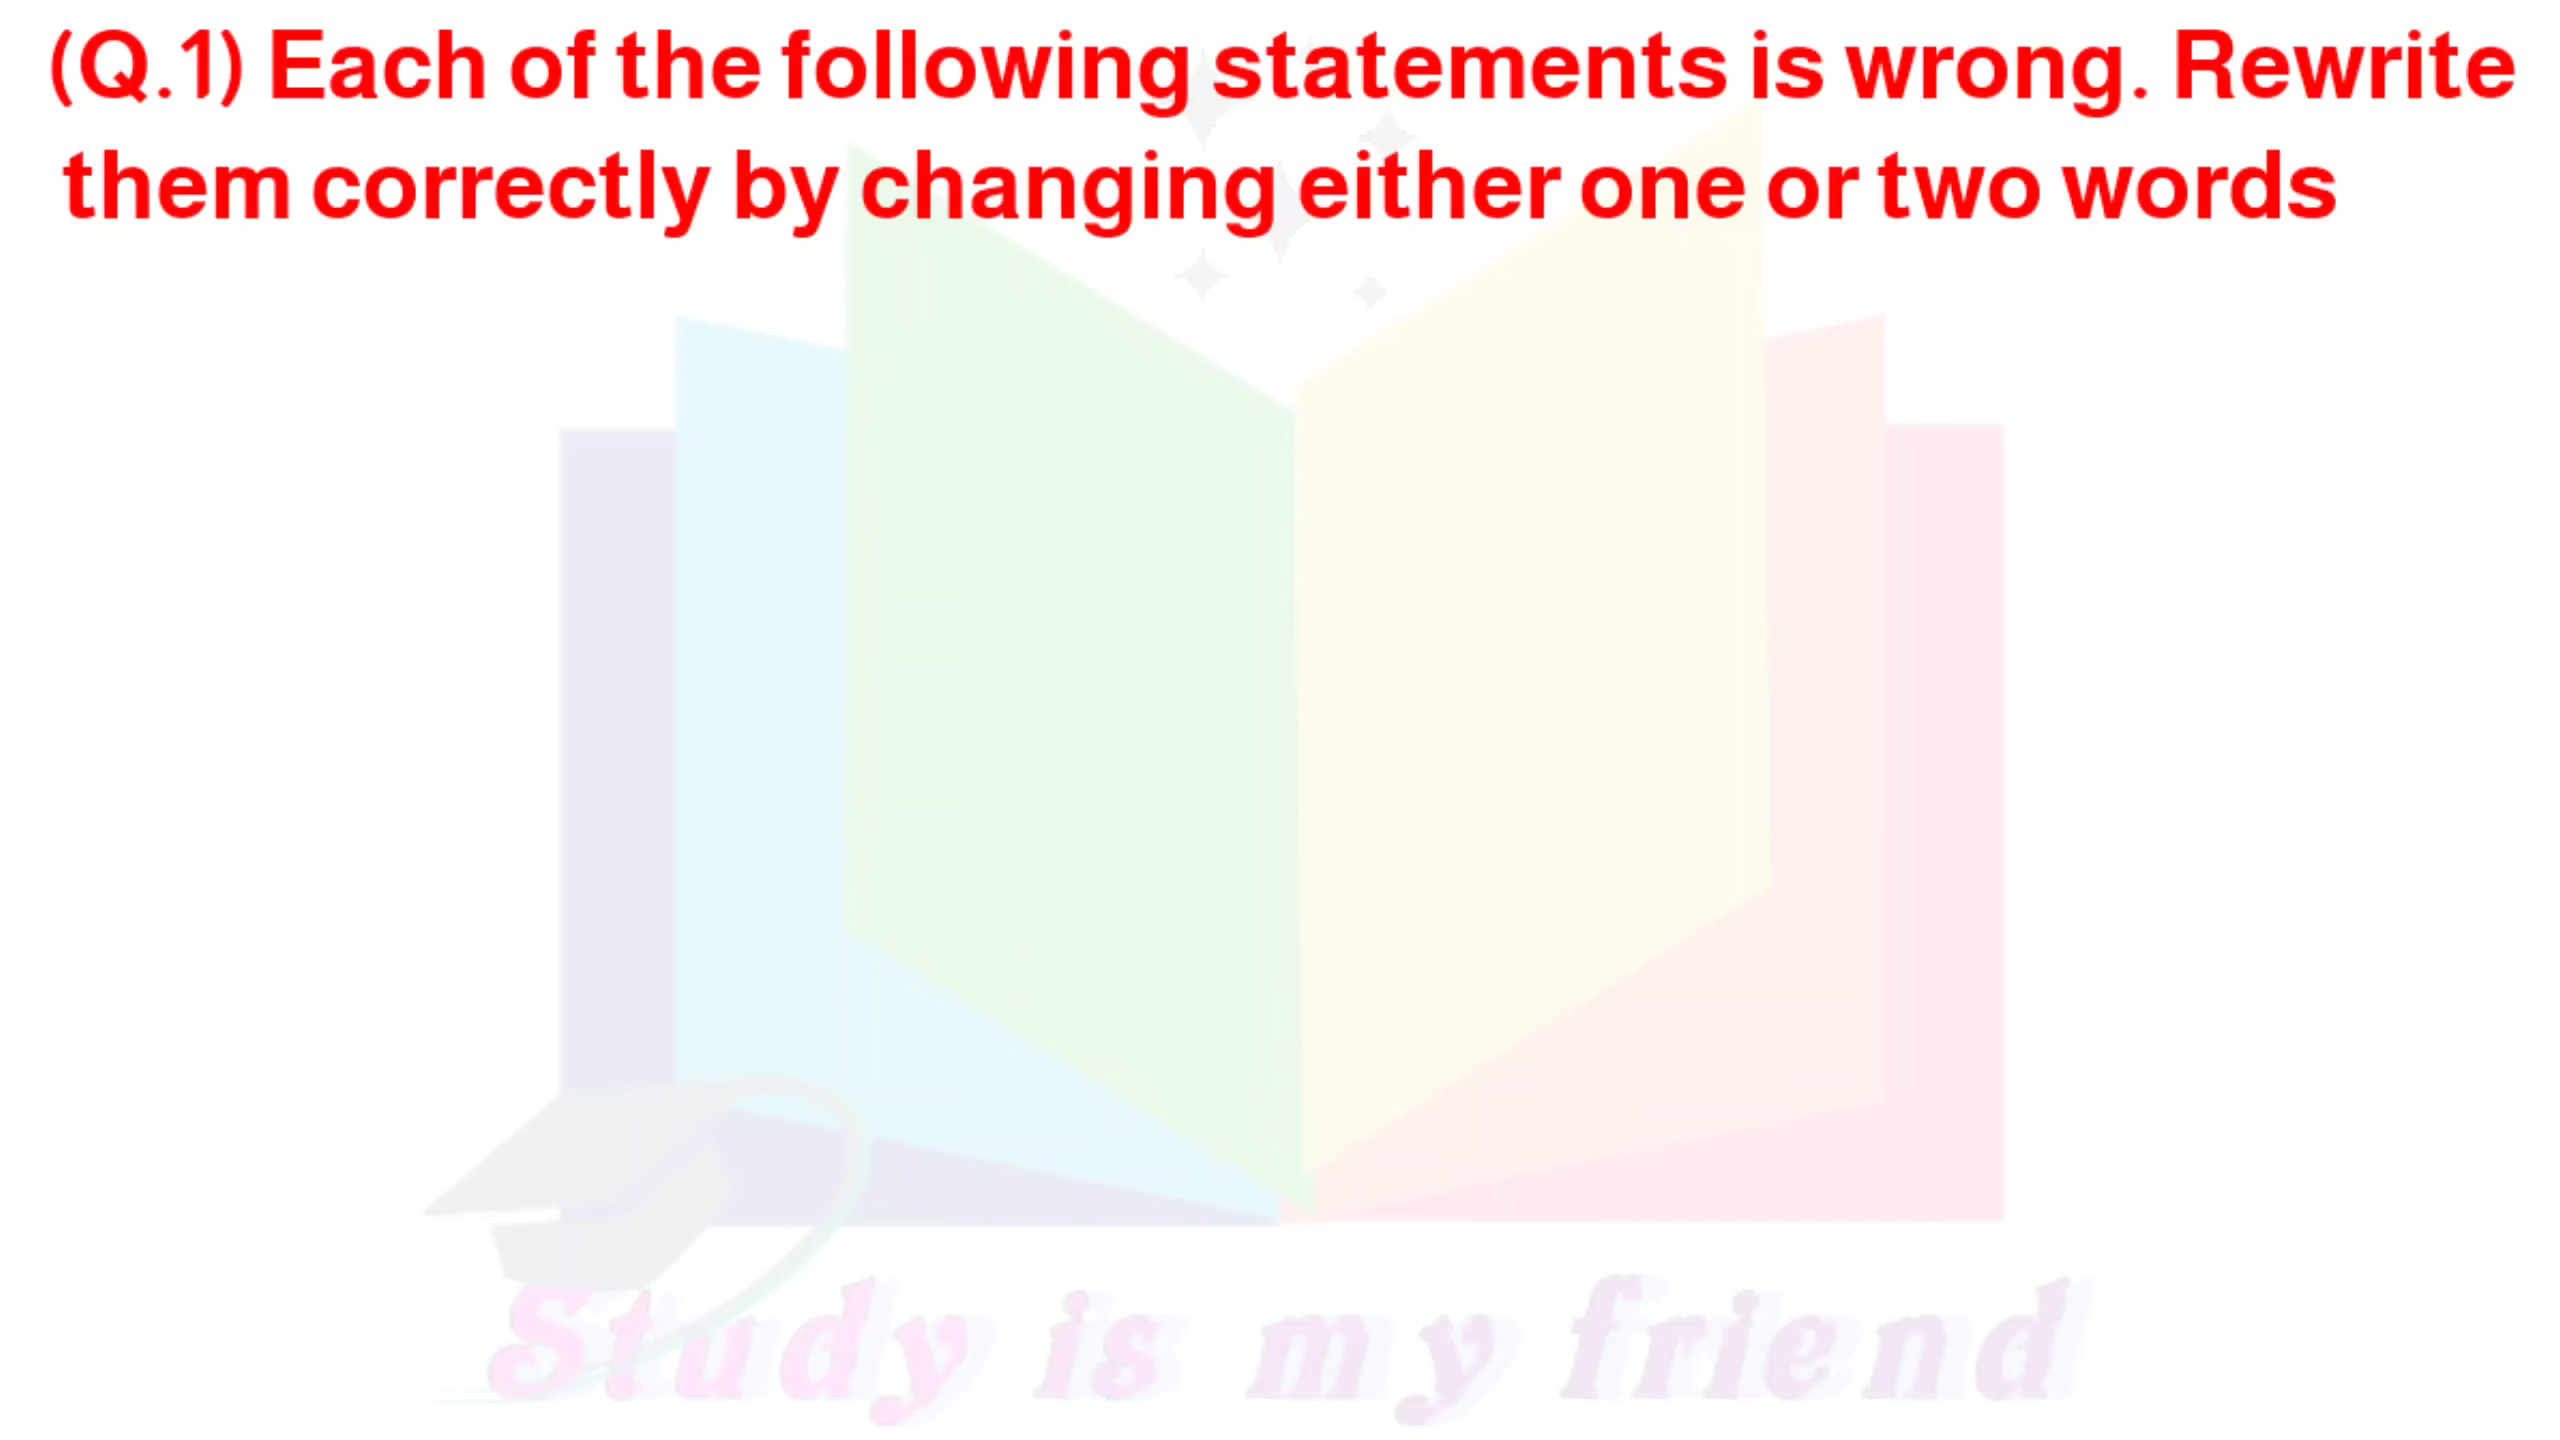 (Q.1) Each of the following statements is wrong. Rewrite
them correctly by changing either one or two words
Study is my friend